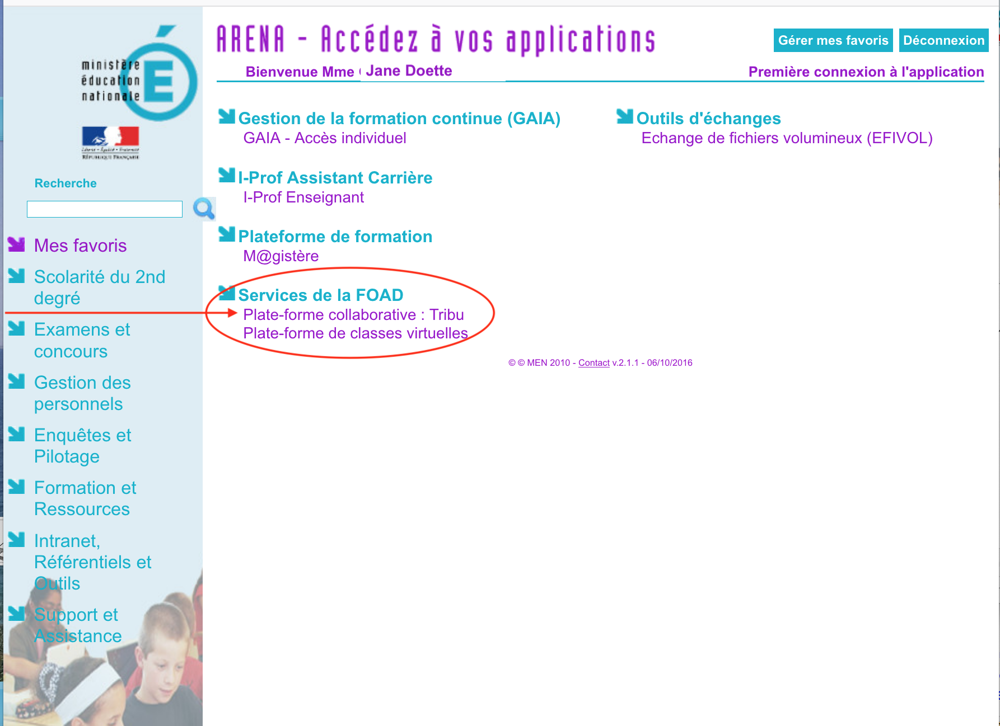 ministère
éducation
nationale
É
Liberté • Égalité • Fraternité
RÉPUBLIQUE FRANÇAISE
Recherche
Mes favoris
Scolarité du 2nd
degré
Examens et
concours
Gestion des
personnels
Enquêtes et
Pilotage
Formation et
Ressources
Intranet,
Référentiels et
Outils
Support et
Assistance
ARENA - Accédez à vos applications
Gérer mes favoris
Déconnexion
Bienvenue Mme Jane Doette
Première connexion à l'application
Gestion de la formation continue (GAIA)
GAIA - Accès individuel
I-Prof Assistant Carrière
I-Prof Enseignant
Plateforme de formation
M@gistère
Services de la FOAD
Plate-forme collaborative : Tribu
Plate-forme de classes virtuelles
Outils d'échanges
Echange de fichiers volumineux (EFIVOL)
© © MEN 2010 - Contact v.2.1.1 - 06/10/2016